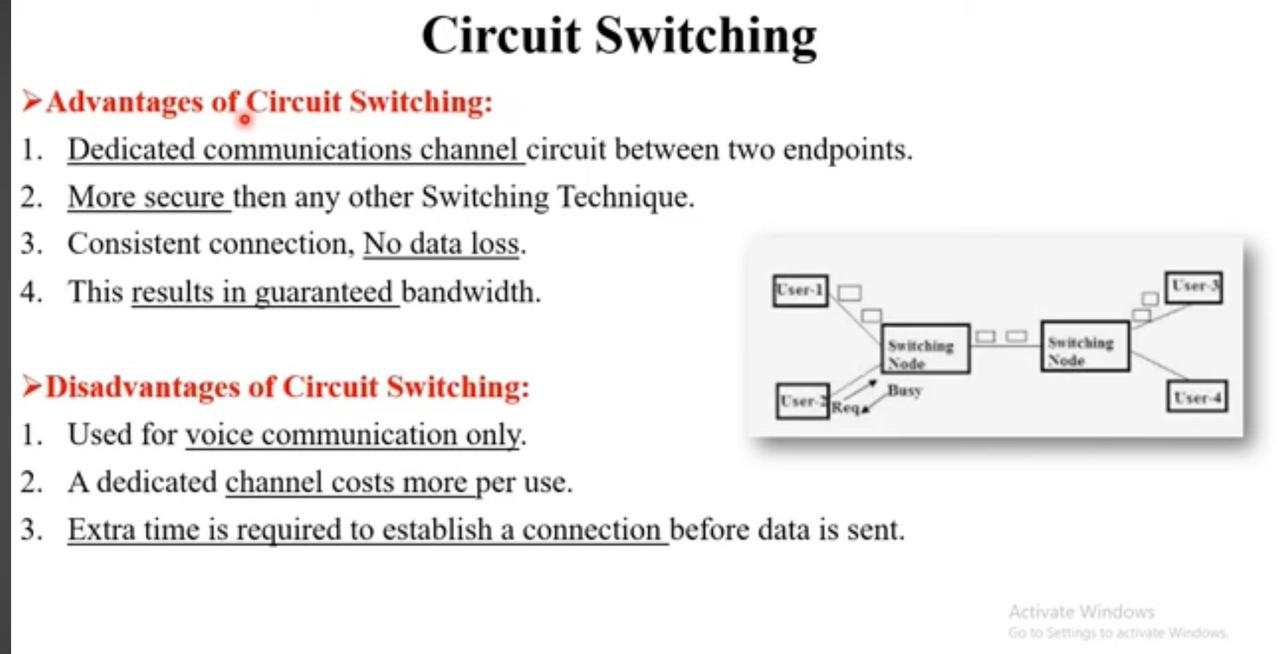 Circuit Switching
➢Advantages of Circuit Switching:
1. Dedicated communications channel circuit between two endpoints.
2. More secure then any other Switching Technique.
3. Consistent connection, No data loss.
4. This results in guaranteed bandwidth.
User-1
User-3
Switching
Node
Switching
Node
User-2
Req.
Busy
User-4
➢Disadvantages of Circuit Switching:
1. Used for voice communication only.
2. A dedicated channel costs more per use.
3. Extra time is required to establish a connection before data is sent.
Activate Windows
Go to Settings to activate Windows.